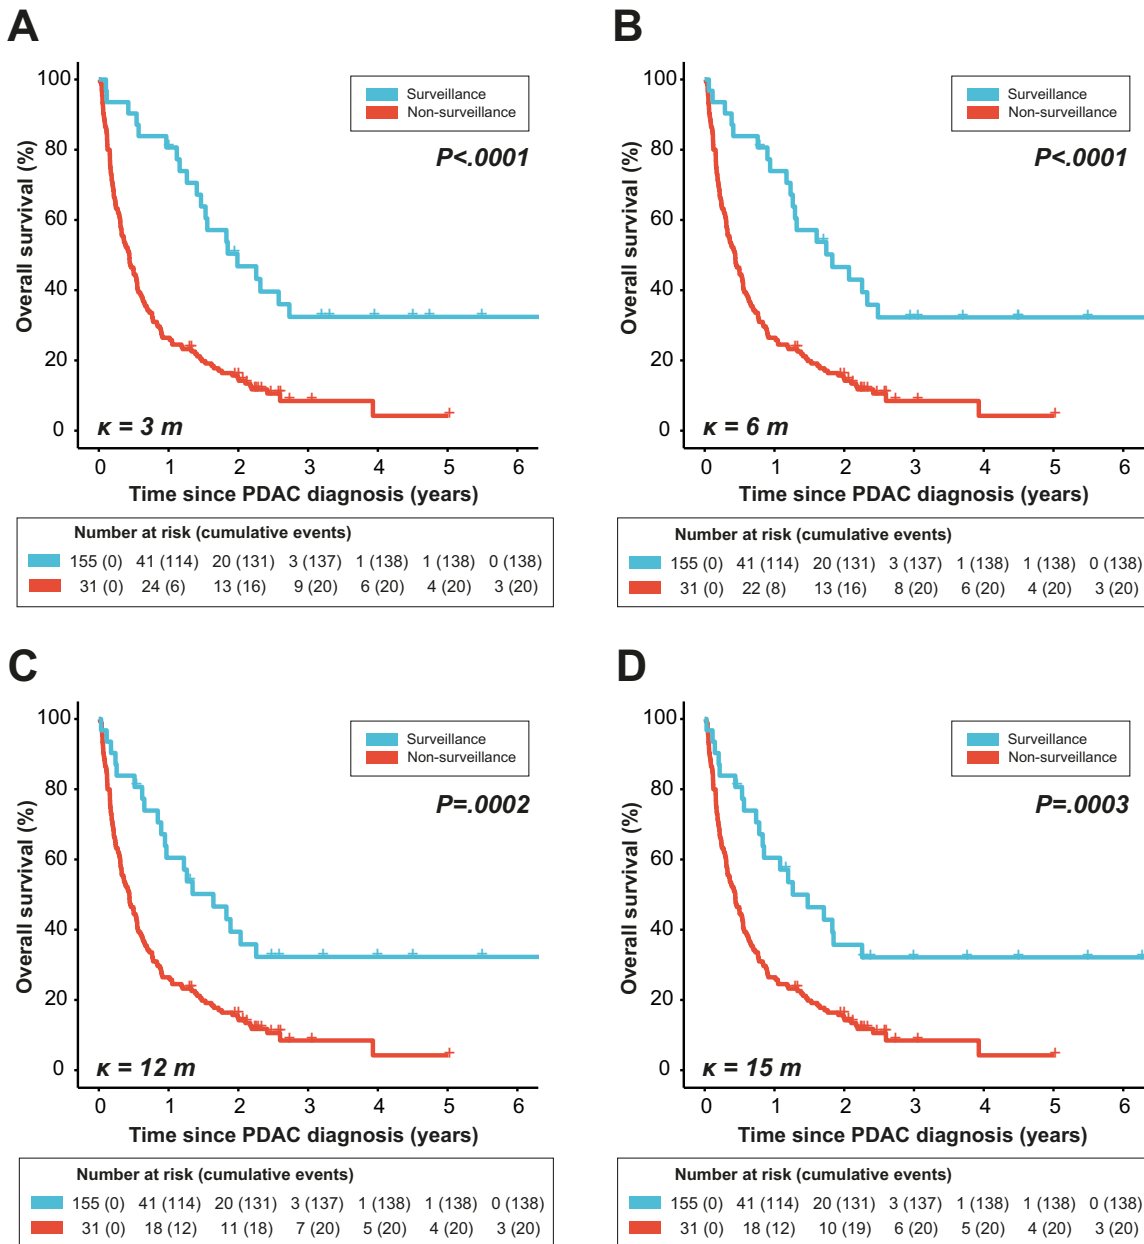 A
100
80
60
40
20
0
Overall survival (%)
Surveillance
Non-surveillance
P<.0001
κ = 3 m
0 1 2 3 4 5 6
Time since PDAC diagnosis (years)
Number at risk (cumulative events)
155 (0) 41 (114) 20 (131) 3 (137) 1 (138) 1 (138) 0 (138)
31 (0) 24 (6) 13 (16) 9 (20) 6 (20) 4 (20) 3 (20)
B
100
80
60
40
20
0
Overall survival (%)
Surveillance
Non-surveillance
P<.0001
κ = 6 m
0 1 2 3 4 5 6
Time since PDAC diagnosis (years)
Number at risk (cumulative events)
155 (0) 41 (114) 20 (131) 3 (137) 1 (138) 1 (138) 0 (138)
31 (0) 22 (8) 13 (16) 8 (20) 6 (20) 4 (20) 3 (20)
C
100
80
60
40
20
0
Overall survival (%)
Surveillance
Non-surveillance
P=.0002
κ = 12 m
0 1 2 3 4 5 6
Time since PDAC diagnosis (years)
Number at risk (cumulative events)
155 (0) 41 (114) 20 (131) 3 (137) 1 (138) 1 (138) 0 (138)
31 (0) 18 (12) 11 (18) 7 (20) 5 (20) 4 (20) 3 (20)
D
100
80
60
40
20
0
Overall survival (%)
Surveillance
Non-surveillance
P=.0003
κ = 15 m
0 1 2 3 4 5 6
Time since PDAC diagnosis (years)
Number at risk (cumulative events)
155 (0) 41 (114) 20 (131) 3 (137) 1 (138) 1 (138) 0 (138)
31 (0) 18 (12) 10 (19) 6 (20) 5 (20) 4 (20) 3 (20)